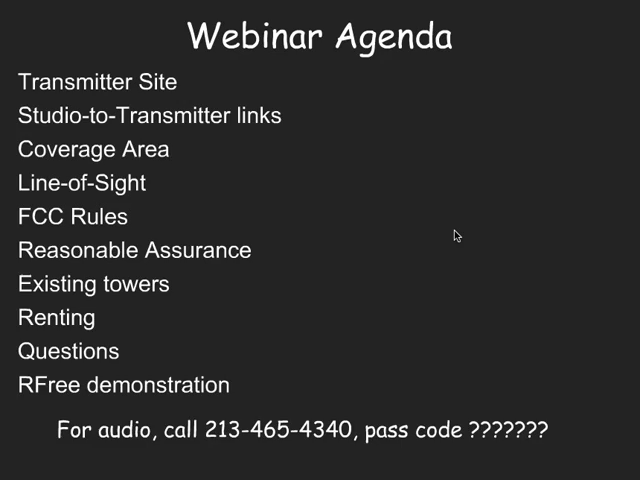 Webinar Agenda
Transmitter Site
Studio-to-Transmitter links
Coverage Area
Line-of-Sight
FCC Rules
Reasonable Assurance
Existing towers
Renting
Questions
RFree demonstration
For audio, call 213-465-4340, pass code ???????